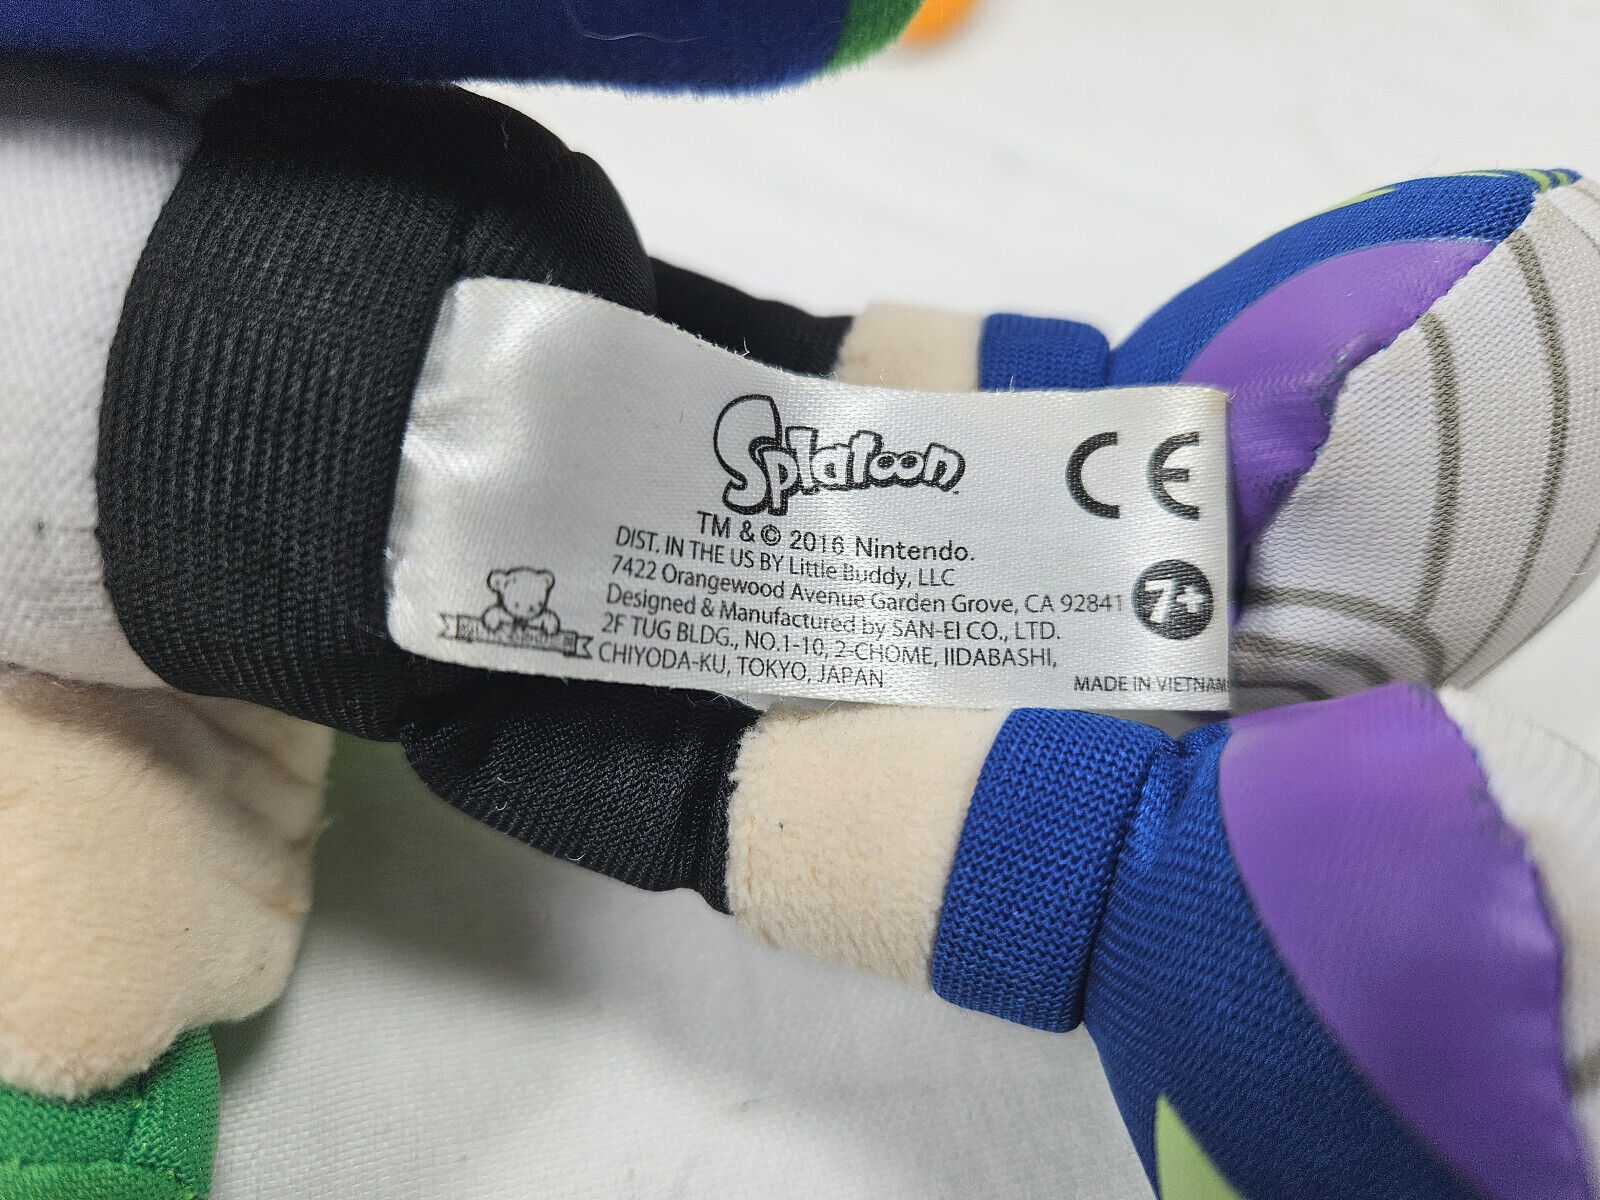 Splatoon
TM & © 2016 Nintendo.
DIST. IN THE US BY Little Buddy, LLC
7422 Orangewood Avenue Garden Grove, CA 92841
Designed & Manufactured by SAN-EI CO., LTD.
2F TUG BLDG., NO.1-10, 2-CHOME, IIDABASHI,
CHIYODA-KU, TOKYO, JAPAN
CE
7+
MADE IN VIETNAM